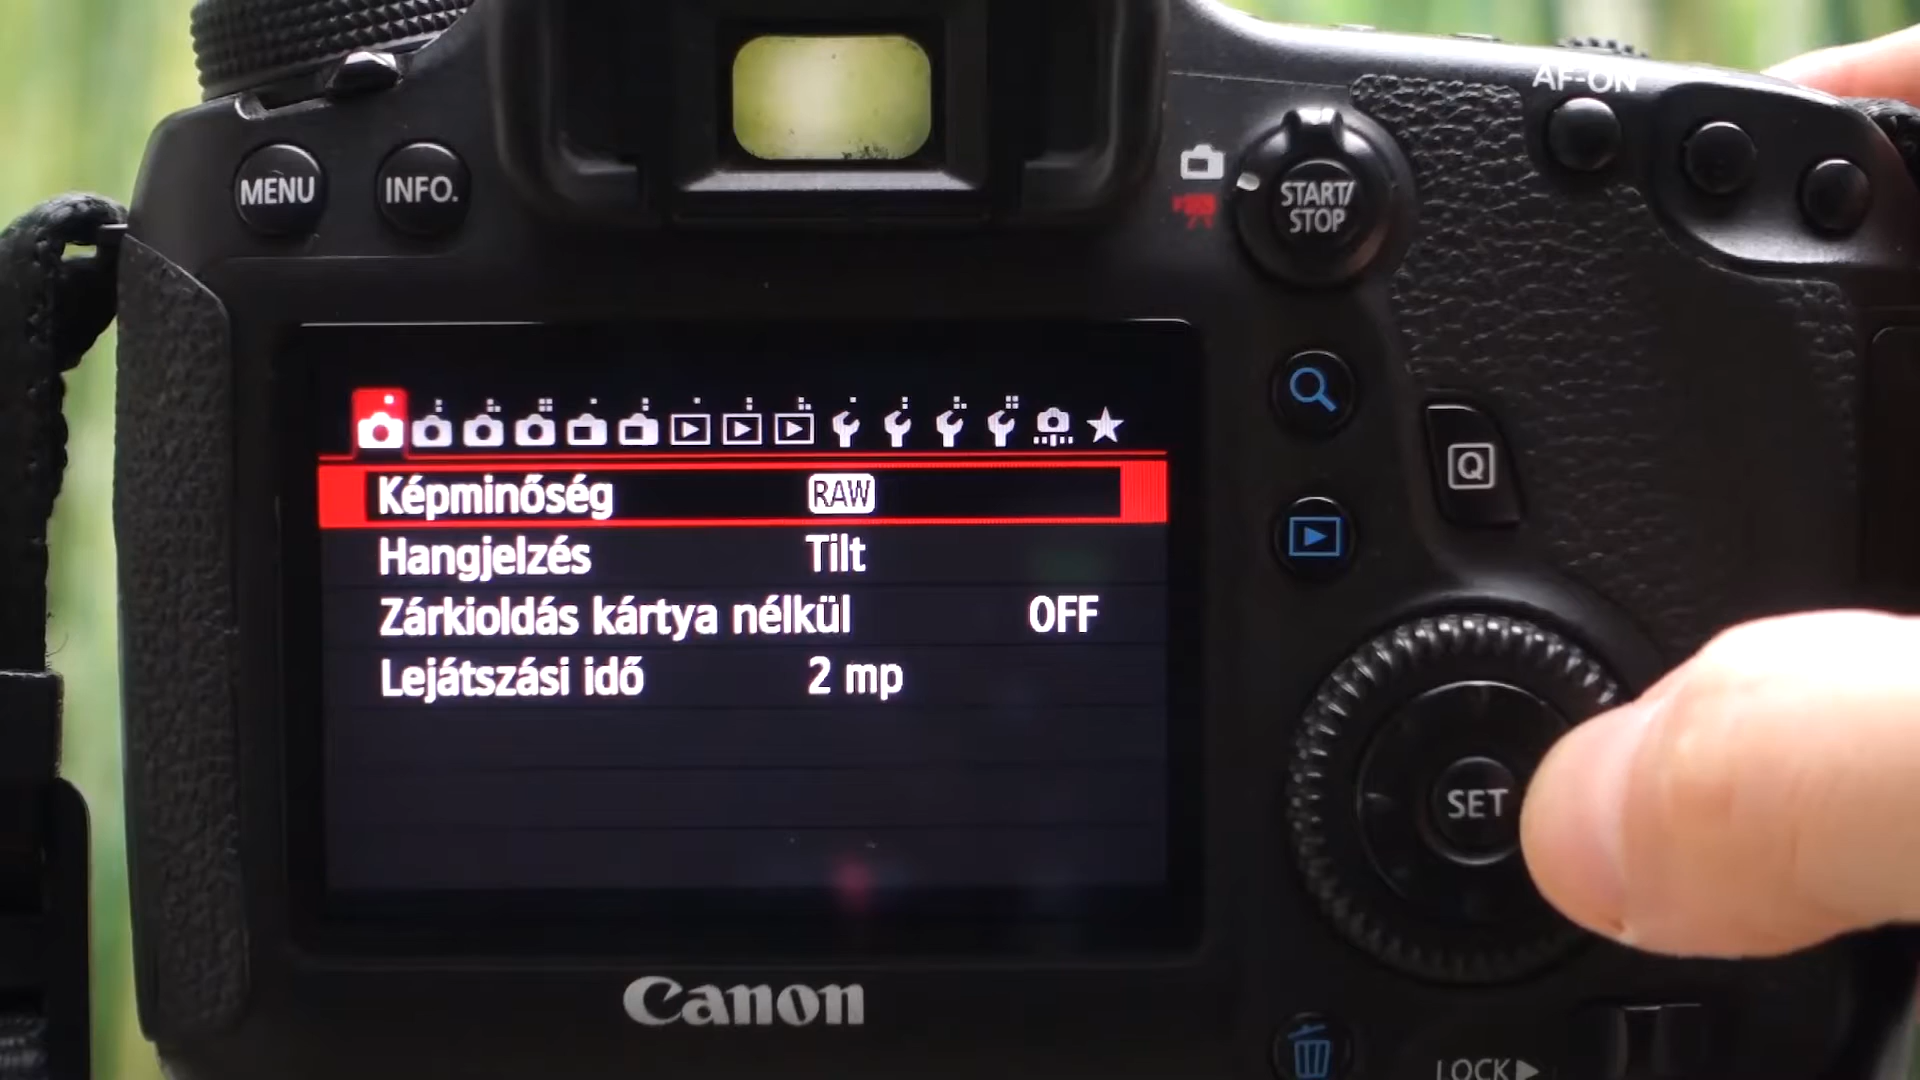 AF-ON
MENU
INFO.
START/
STOP
Q
Képminőség RAW
Hangjelzés Tilt
Zárkioldás kártya nélkül OFF
Lejátszási idő 2 mp
SET
Canon
LOCK